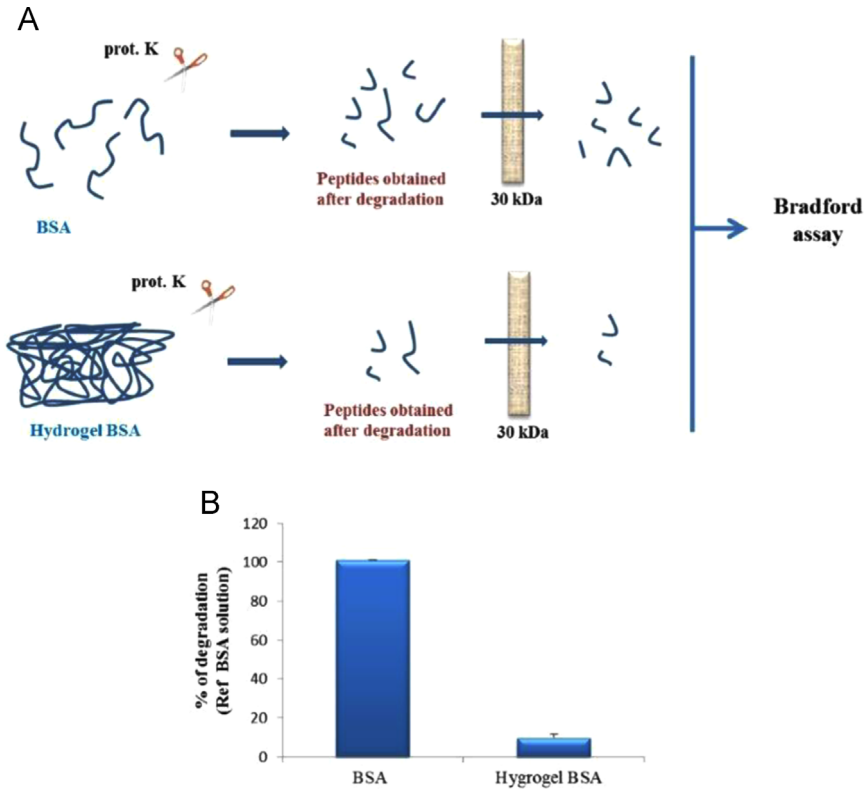 A
prot. K
BSA
Peptides obtained
after degradation
30 kDa
Bradford
assay
prot. K
Hydrogel BSA
Peptides obtained
after degradation
30 kDa
B
% of degradation
(Ref BSA solution)
120
100
80
60
40
20
0
BSA
Hygrogel BSA